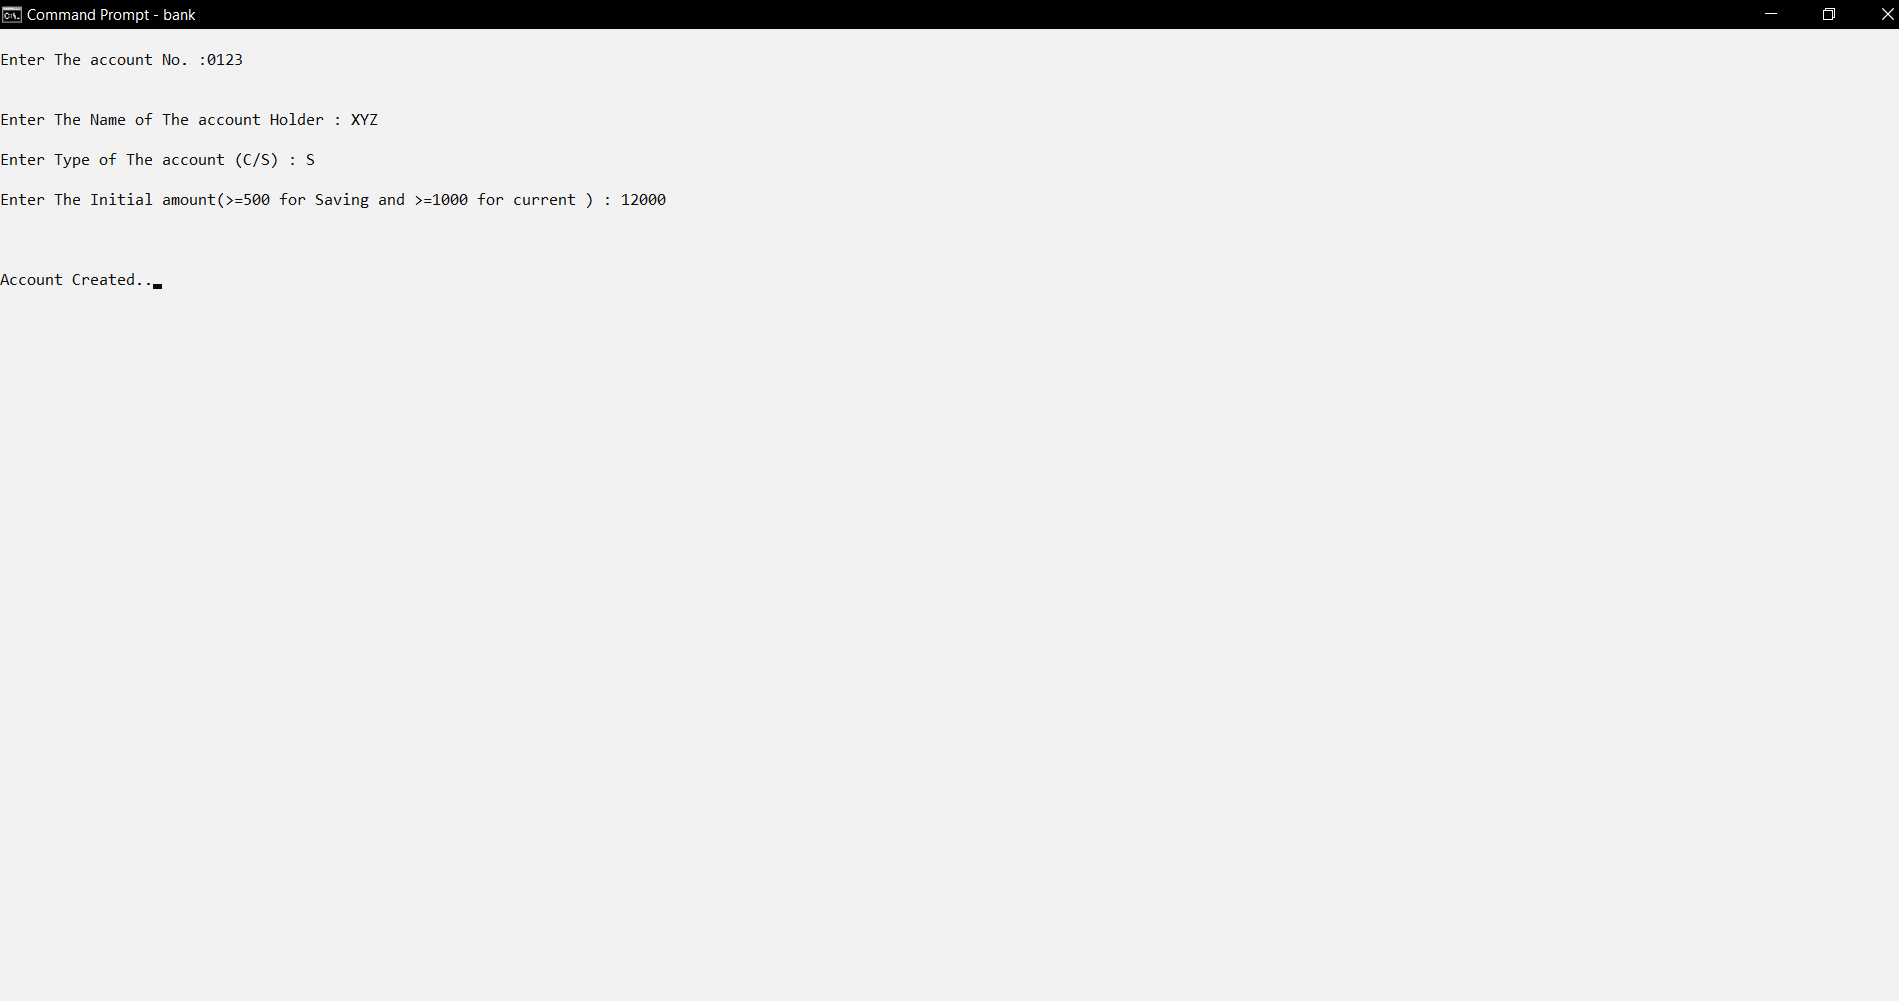 Command Prompt - bank
Enter The account No. :0123
Enter The Name of The account Holder : XYZ
Enter Type of The account (C/S) : S
Enter The Initial amount(>=500 for Saving and >=1000 for current ) : 12000
Account Created..